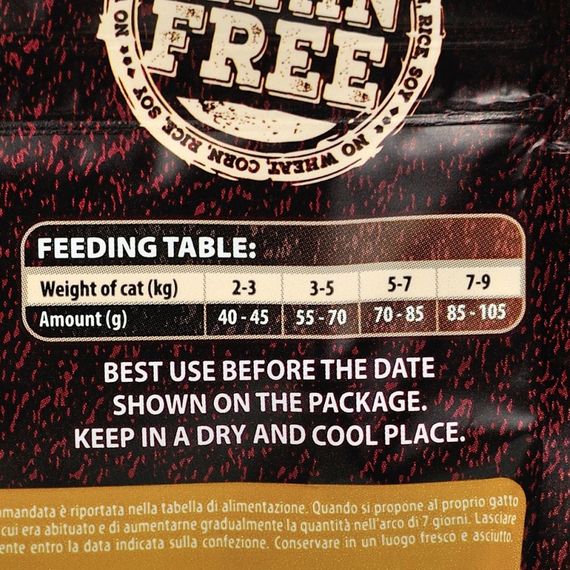 FREE
NO WHEAT, CORN, RICE, SOY
FEEDING TABLE:
Weight of cat (kg) 2-3 3-5 5-7 7-9
Amount (g) 40 - 45 55 - 70 70 - 85 85 - 105
BEST USE BEFORE THE DATE
SHOWN ON THE PACKAGE.
KEEP IN A DRY AND COOL PLACE.
è riportata nella tabella di alimentazione. Quando si propone al proprio gatto
cui era abituato e di aumentarne gradualmente la quantità nell'arco di 7 giorni. Lasciare
entro la data indicata sulla confezione. Conservare in un luogo fresco e asciutto.